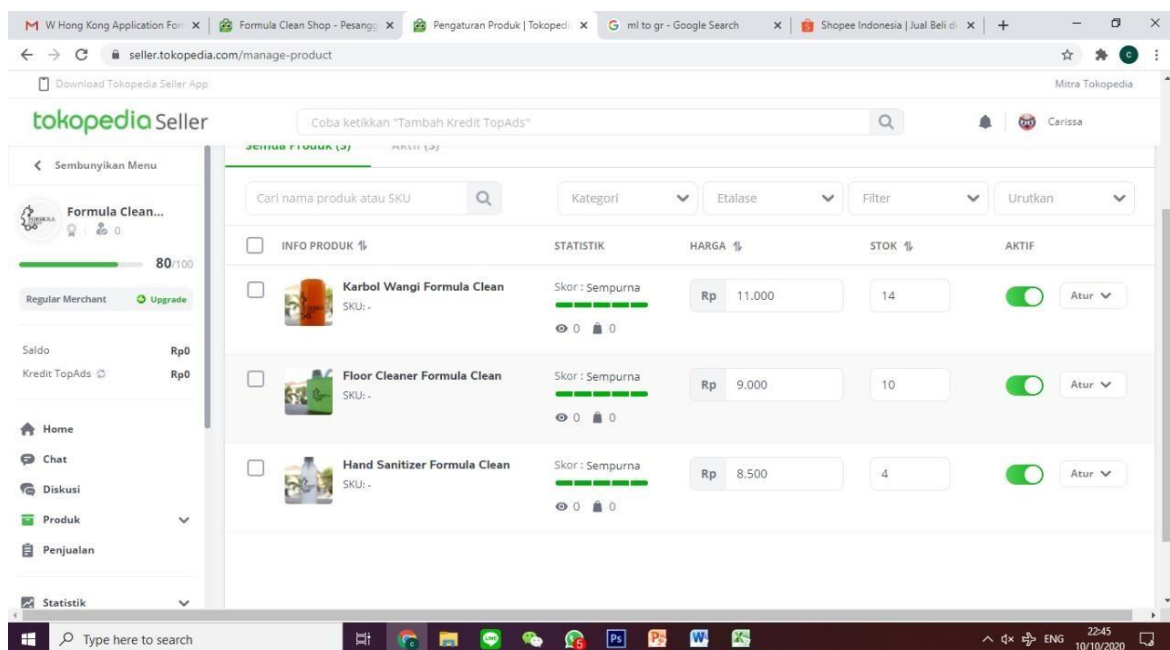 W Hong Kong Application For
Formula Clean Shop - Pesangg
Pengaturan Produk | Tokopedi
ml to gr - Google Search
Shopee Indonesia | Jual Beli di
seller.tokopedia.com/manage-product
Download Tokopedia Seller App
Mitra Tokopedia
tokopedia Seller
Coba ketikkan "Tambah Kredit TopAds"
Carissa
Sembunyikan Menu
Semua Produk (3)
Aktif (3)
Formula Clean...
0
80/100
Regular Merchant
Upgrade
Saldo
Rp0
Kredit TopAds
Rp0
Home
Chat
Diskusi
Produk
Penjualan
Statistik
Cari nama produk atau SKU
Kategori
Etalase
Filter
Urutkan
INFO PRODUK
STATISTIK
HARGA
STOK
AKTIF
Karbol Wangi Formula Clean
SKU: -
Skor : Sempurna
0 0
Rp 11.000
14
Atur
Floor Cleaner Formula Clean
SKU: -
Skor : Sempurna
0 0
Rp 9.000
10
Atur
Hand Sanitizer Formula Clean
SKU: -
Skor : Sempurna
0 0
Rp 8.500
4
Atur
Type here to search
ENG
22:45
10/10/2020